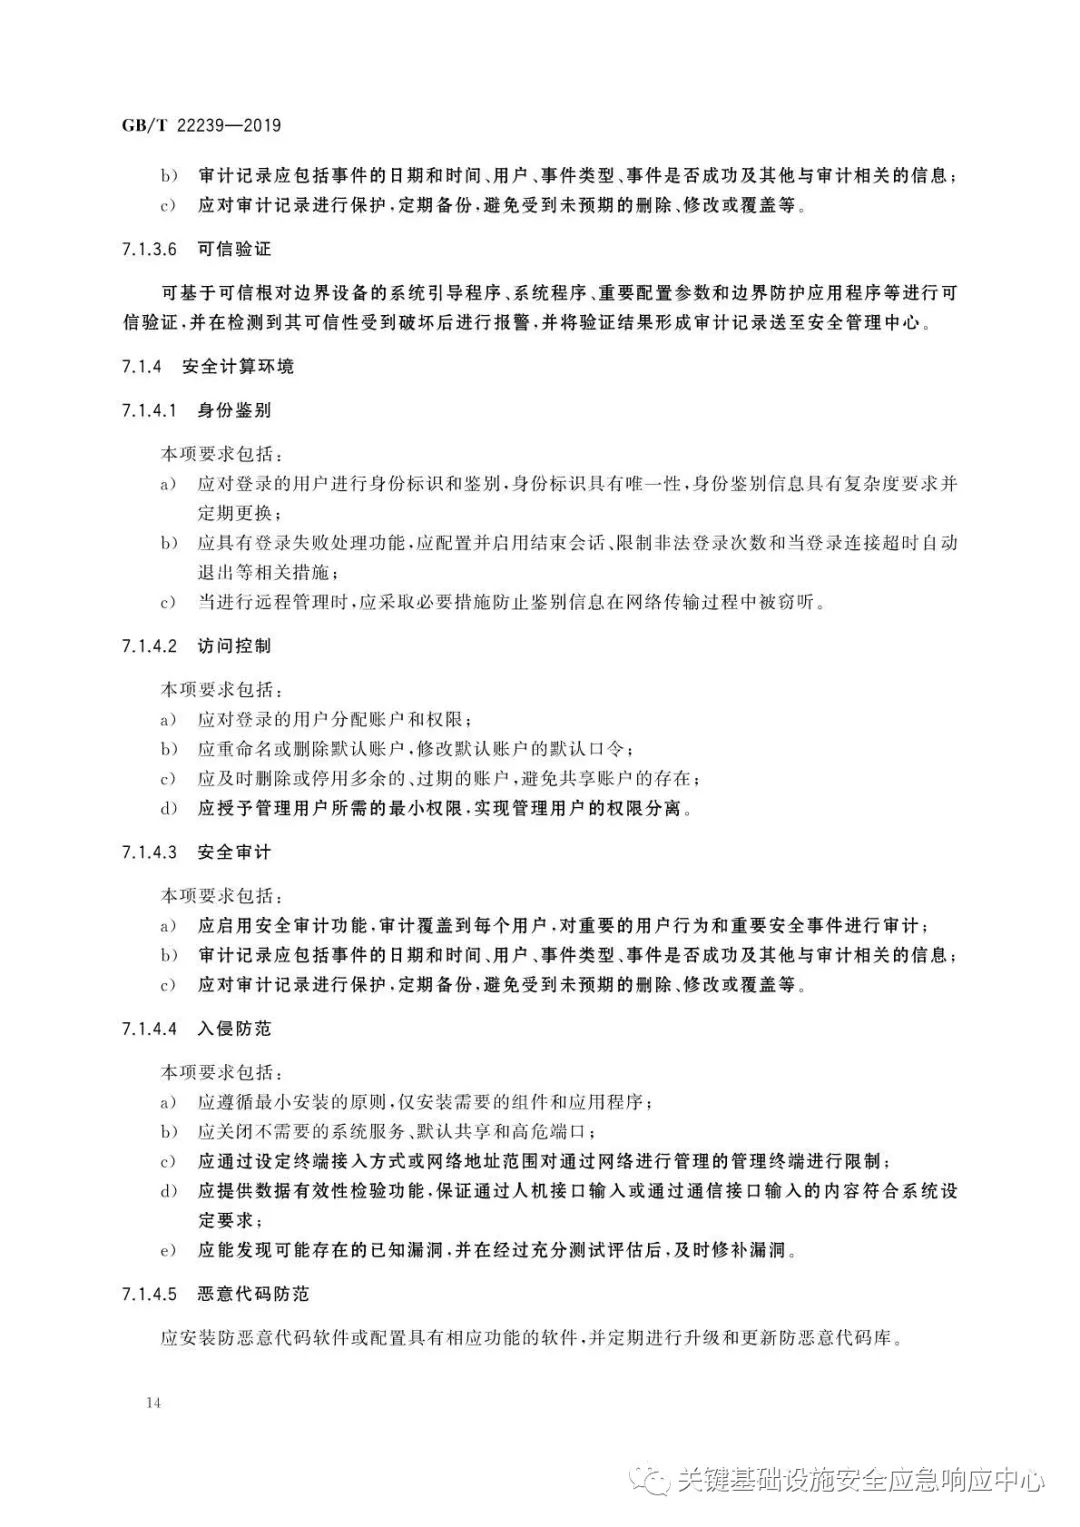 GB/T 22239—2019
b) 审计记录应包括事件的日期和时间、用户、事件类型、事件是否成功及其他与审计相关的信息;
c) 应对审计记录进行保护,定期备份,避免受到未预期的删除、修改或覆盖等。
7.1.3.6 可信验证
可基于可信根对边界设备的系统引导程序、系统程序、重要配置参数和边界防护应用程序等进行可
信验证,并在检测到其可信性受到破坏后进行报警,并将验证结果形成审计记录送至安全管理中心。
7.1.4 安全计算环境
7.1.4.1 身份鉴别
本项要求包括:
a) 应对登录的用户进行身份标识和鉴别,身份标识具有唯一性,身份鉴别信息具有复杂度要求并
定期更换;
b) 应具有登录失败处理功能,应配置并启用结束会话、限制非法登录次数和当登录连接超时自动
退出等相关措施;
c) 当进行远程管理时,应采取必要措施防止鉴别信息在网络传输过程中被窃听。
7.1.4.2 访问控制
本项要求包括:
a) 应对登录的用户分配账户和权限;
b) 应重命名或删除默认账户,修改默认账户的默认口令;
c) 应及时删除或停用多余的、过期的账户,避免共享账户的存在;
d) 应授予管理用户所需的最小权限,实现管理用户的权限分离。
7.1.4.3 安全审计
本项要求包括:
a) 应启用安全审计功能,审计覆盖到每个用户,对重要的用户行为和重要安全事件进行审计;
b) 审计记录应包括事件的日期和时间、用户、事件类型、事件是否成功及其他与审计相关的信息;
c) 应对审计记录进行保护,定期备份,避免受到未预期的删除、修改或覆盖等。
7.1.4.4 入侵防范
本项要求包括:
a) 应遵循最小安装的原则,仅安装需要的组件和应用程序;
b) 应关闭不需要的系统服务、默认共享和高危端口;
c) 应通过设定终端接入方式或网络地址范围对通过网络进行管理的管理终端进行限制;
d) 应提供数据有效性检验功能,保证通过人机接口输入或通过通信接口输入的内容符合系统设
定要求;
e) 应能发现可能存在的已知漏洞,并在经过充分测试评估后,及时修补漏洞。
7.1.4.5 恶意代码防范
应安装防恶意代码软件或配置具有相应功能的软件,并定期进行升级和更新防恶意代码库。
14
关键基础设施安全应急响应中心